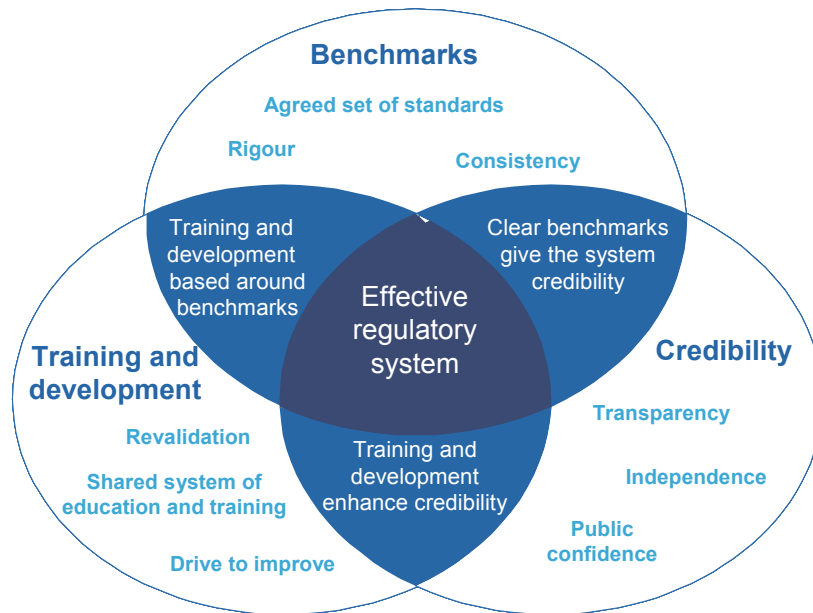 Benchmarks
Agreed set of standards
Rigour
Consistency
Training and
development
based around
benchmarks
Clear benchmarks
give the system
credibility
Effective
regulatory
system
Training and
development
Credibility
Revalidation
Shared system of
education and training
Drive to improve
Training and
development
enhance credibility
Transparency
Independence
Public
confidence